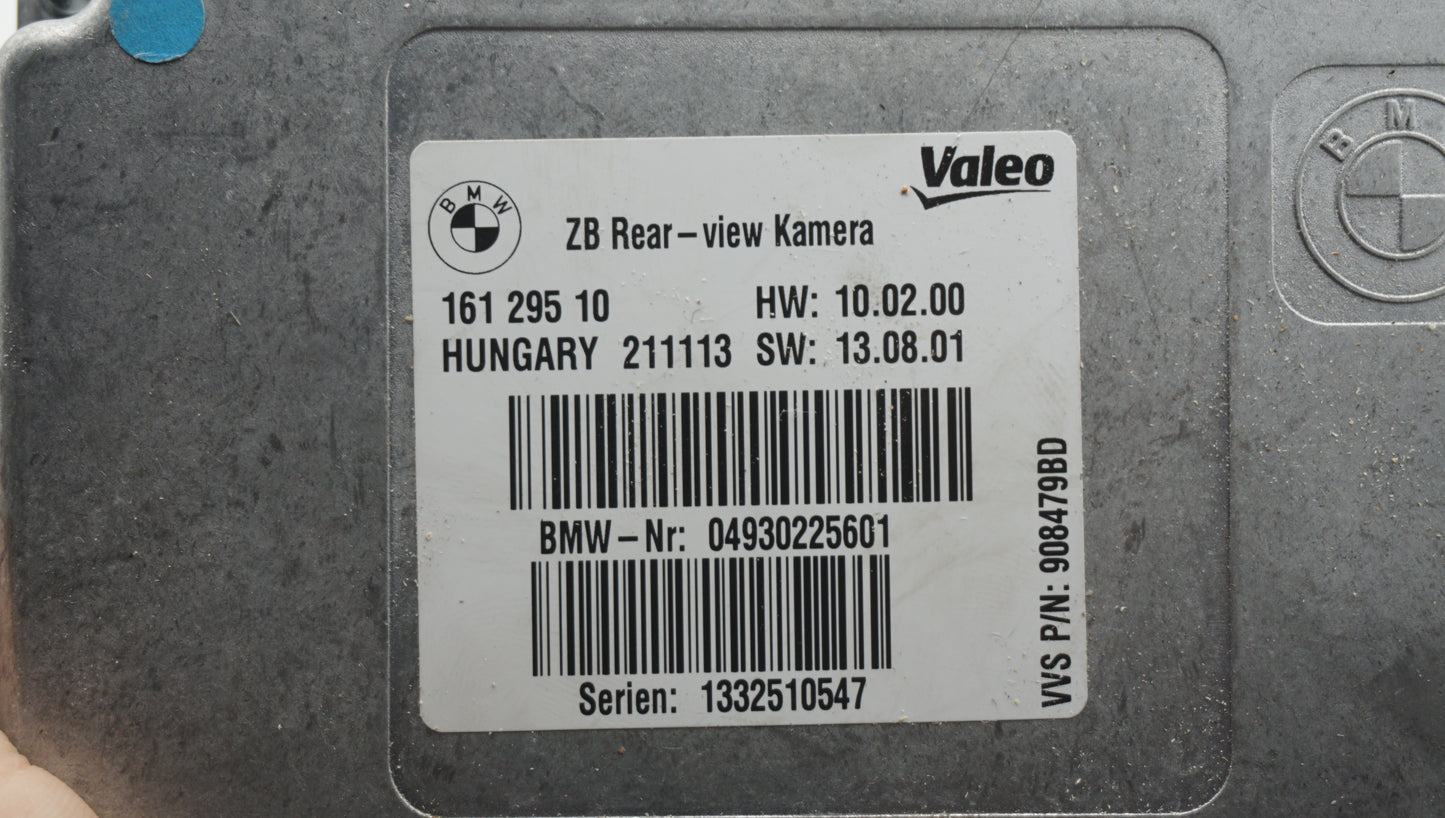 BMW
Valeo
ZB Rear-view Kamera
161 295 10 HW: 10.02.00
HUNGARY 211113 SW: 13.08.01
BMW-Nr: 04930225601
Serien: 1332510547
VVS P/N: 908479BD
BM